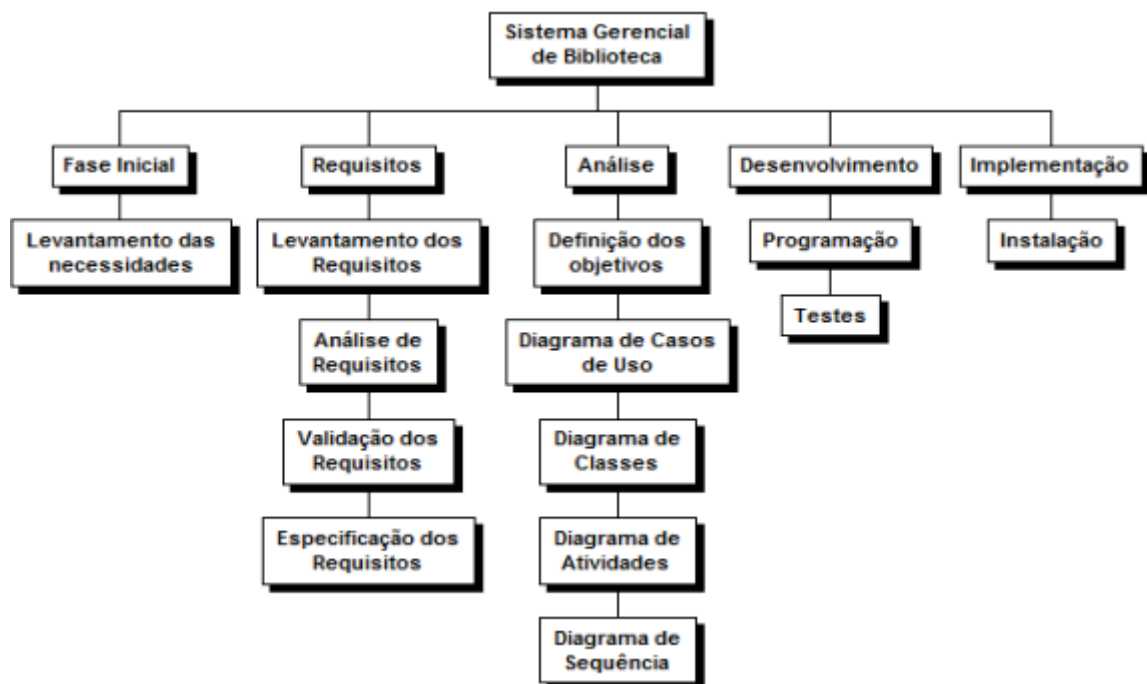 Sistema Gerencial
de Biblioteca
Fase Inicial
Requisitos
Análise
Desenvolvimento
Implementação
Levantamento das
necessidades
Levantamento dos
Requisitos
Definição dos
objetivos
Programação
Instalação
Análise de
Requisitos
Diagrama de Casos
de Uso
Testes
Validação dos
Requisitos
Diagrama de
Classes
Especificação dos
Requisitos
Diagrama de
Atividades
Diagrama de
Sequência